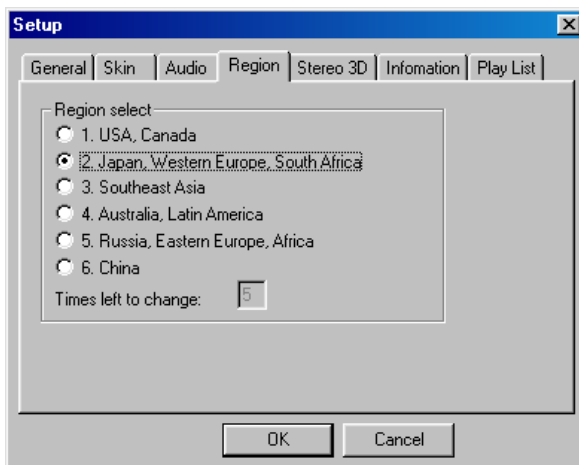 Setup
General Skin Audio Region Stereo 3D Infomation Play List
Region select
1. USA, Canada
2. Japan, Western Europe, South Africa
3. Southeast Asia
4. Australia, Latin America
5. Russia, Eastern Europe, Africa
6. China
Times left to change: 5
OK Cancel